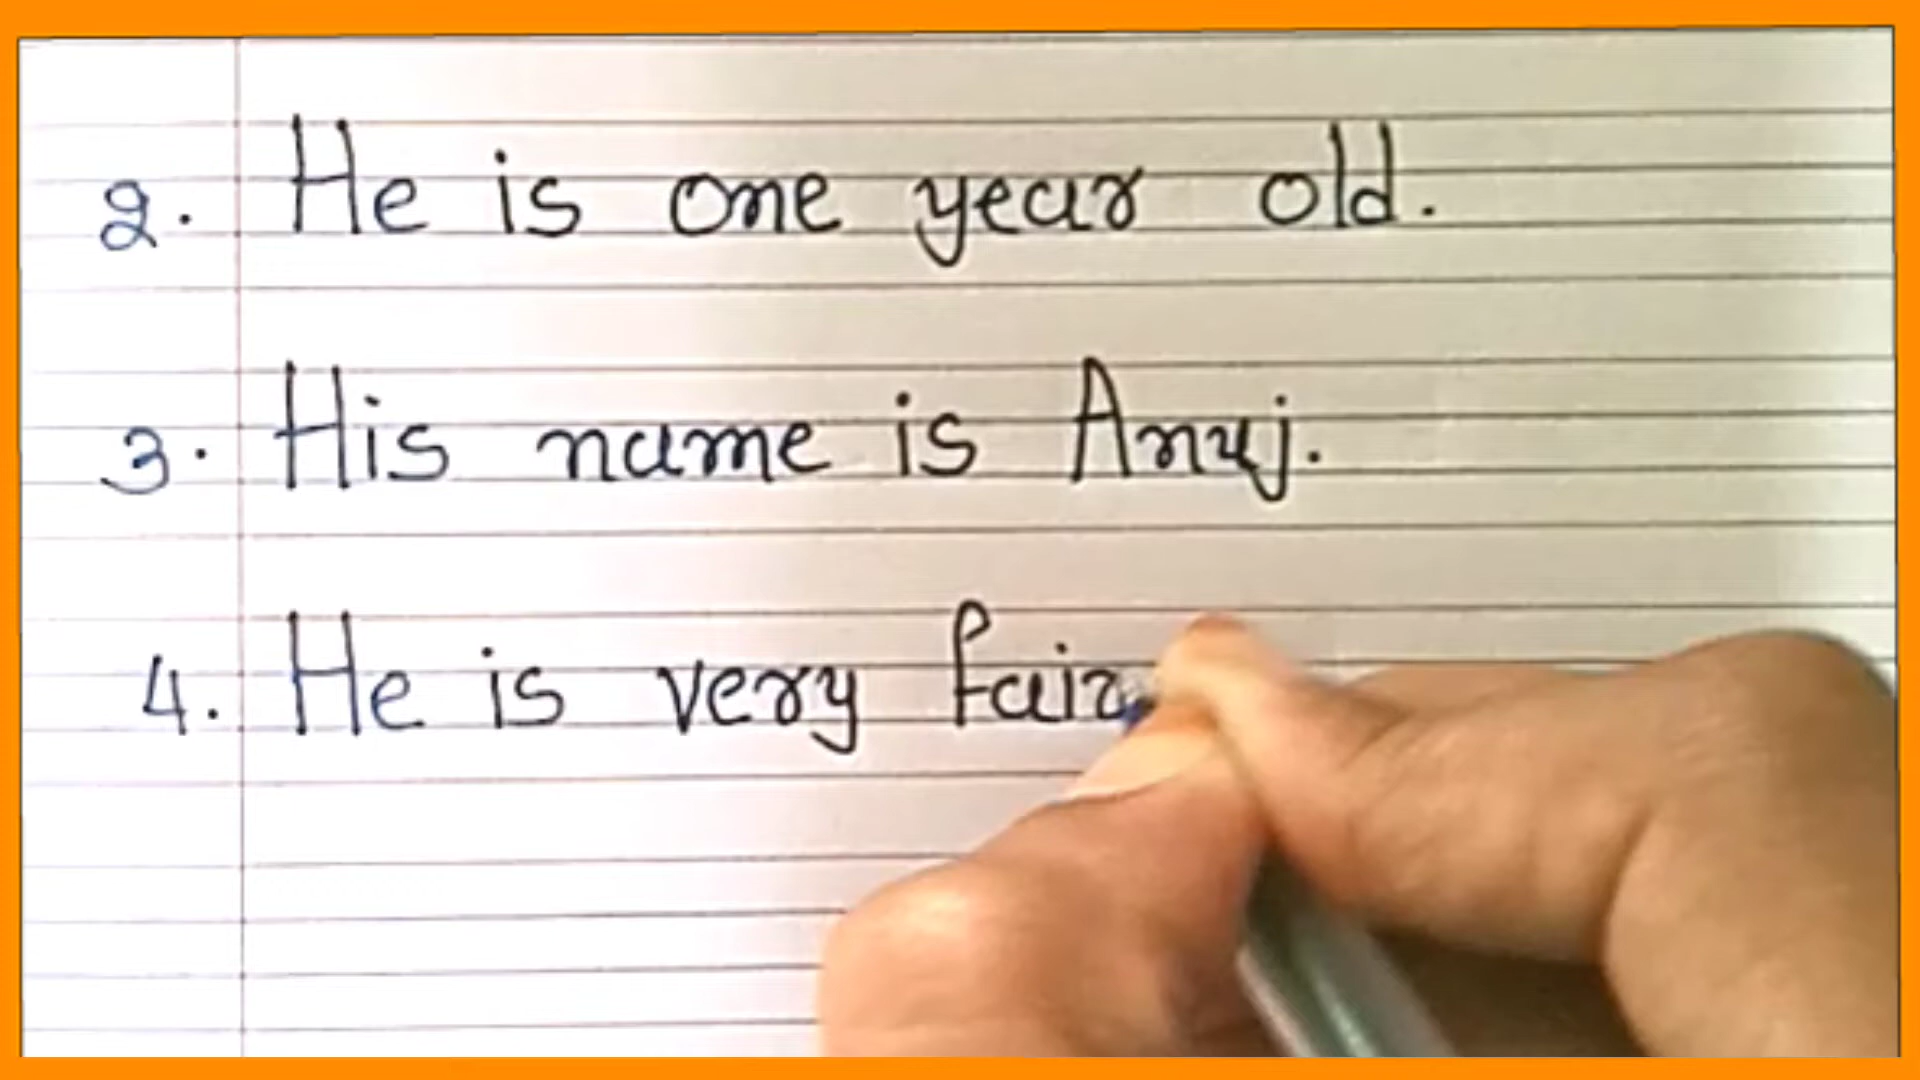 2. He is one year old.
3. His name is Anuj.
4. He is very fair